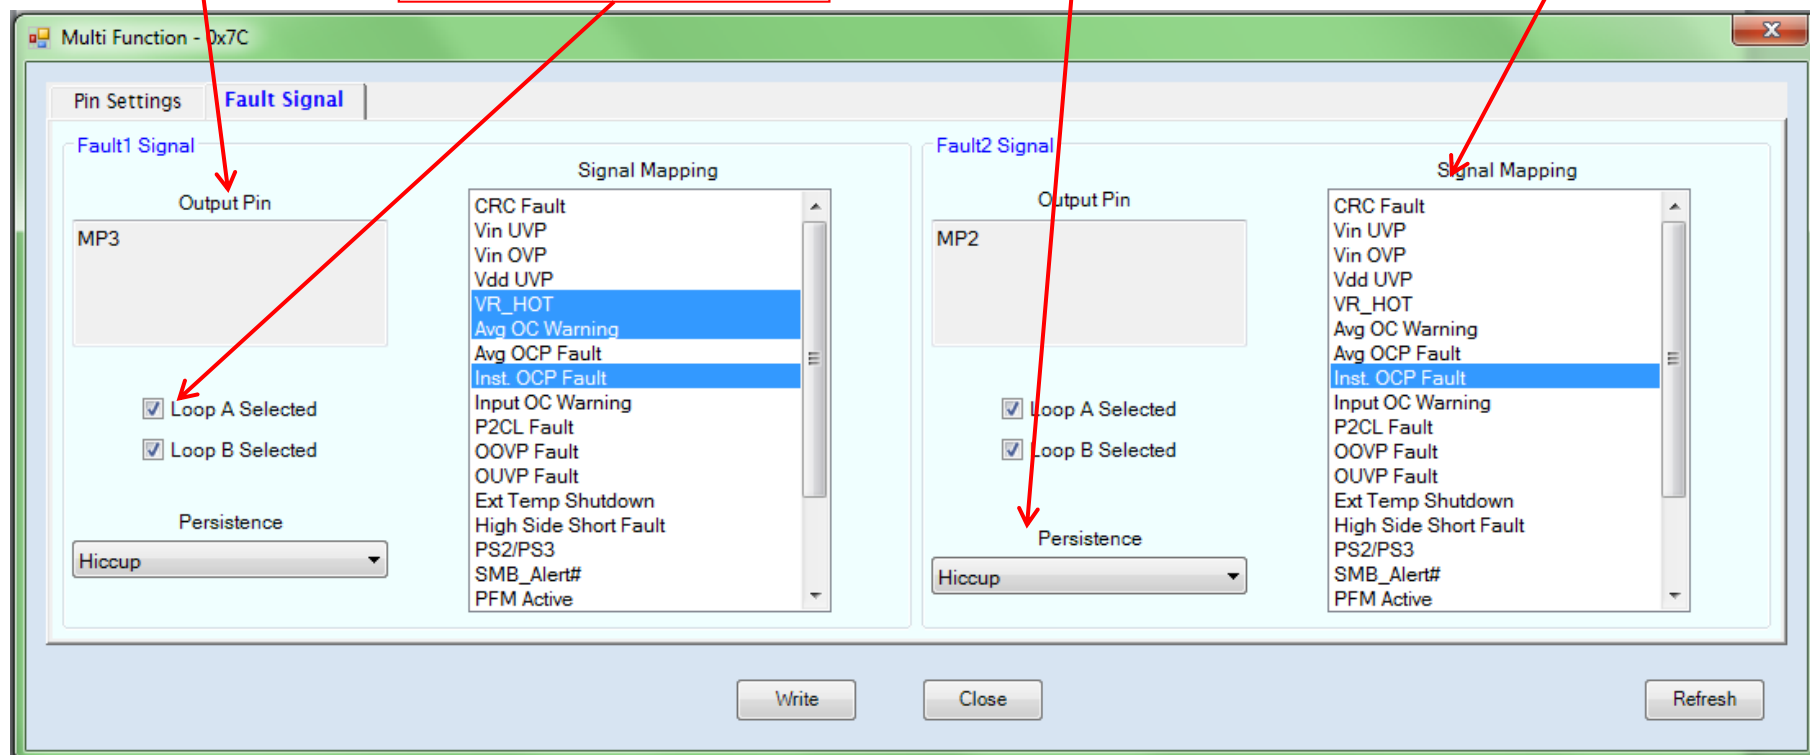 Multi Function - 0x7C
Pin Settings
Fault Signal
Fault1 Signal
Output Pin
MP3
Loop A Selected
Loop B Selected
Persistence
Hiccup
Signal Mapping
CRC Fault
Vin UVP
Vin OVP
Vdd UVP
VR_HOT
Avg OC Warning
Avg OCP Fault
Inst. OCP Fault
Input OC Warning
P2CL Fault
OOVP Fault
OUVP Fault
Ext Temp Shutdown
High Side Short Fault
PS2/PS3
SMB_Alert#
PFM Active
Fault2 Signal
Output Pin
MP2
Loop A Selected
Loop B Selected
Persistence
Hiccup
Signal Mapping
CRC Fault
Vin UVP
Vin OVP
Vdd UVP
VR_HOT
Avg OC Warning
Avg OCP Fault
Inst. OCP Fault
Input OC Warning
P2CL Fault
OOVP Fault
OUVP Fault
Ext Temp Shutdown
High Side Short Fault
PS2/PS3
SMB_Alert#
PFM Active
Write
Close
Refresh